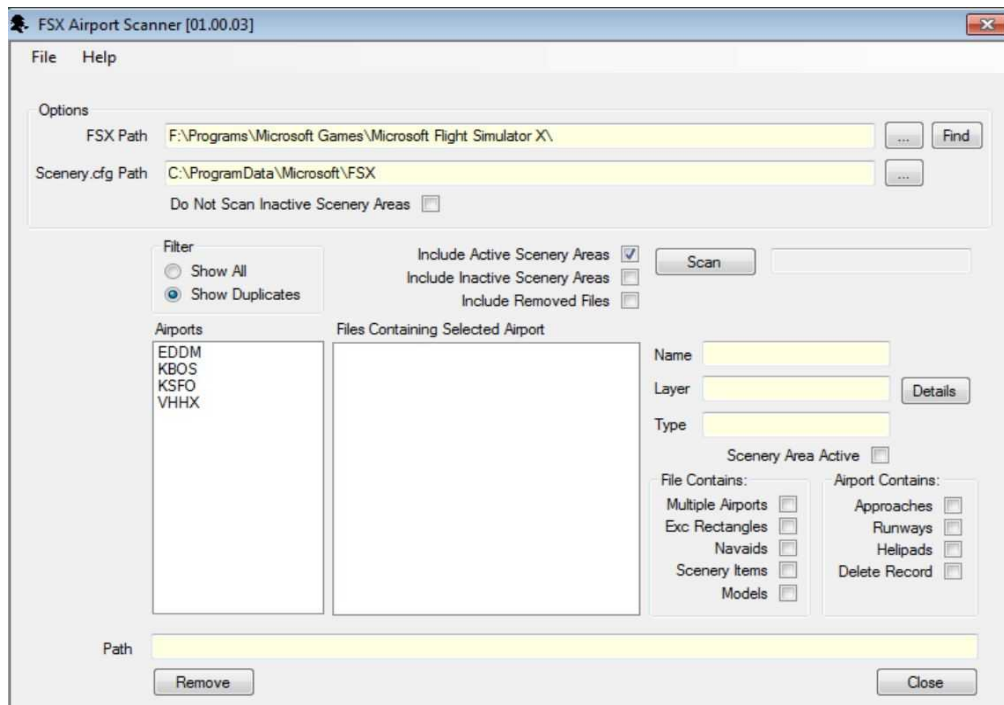 FSX Airport Scanner [01.00.03]
File Help
Options
FSX Path F:\Programs\Microsoft Games\Microsoft Flight Simulator X\ ... Find
Scenery.cfg Path C:\ProgramData\Microsoft\FSX ...
Do Not Scan Inactive Scenery Areas
Filter
Show All
Show Duplicates
Include Active Scenery Areas
Include Inactive Scenery Areas
Include Removed Files
Scan
Airports
EDDM
KBOS
KSFO
VHHX
Files Containing Selected Airport
Name
Layer
Details
Type
Scenery Area Active
File Contains:
Multiple Airports
Exc Rectangles
Navaids
Scenery Items
Models
Airport Contains:
Approaches
Runways
Helipads
Delete Record
Path
Remove
Close